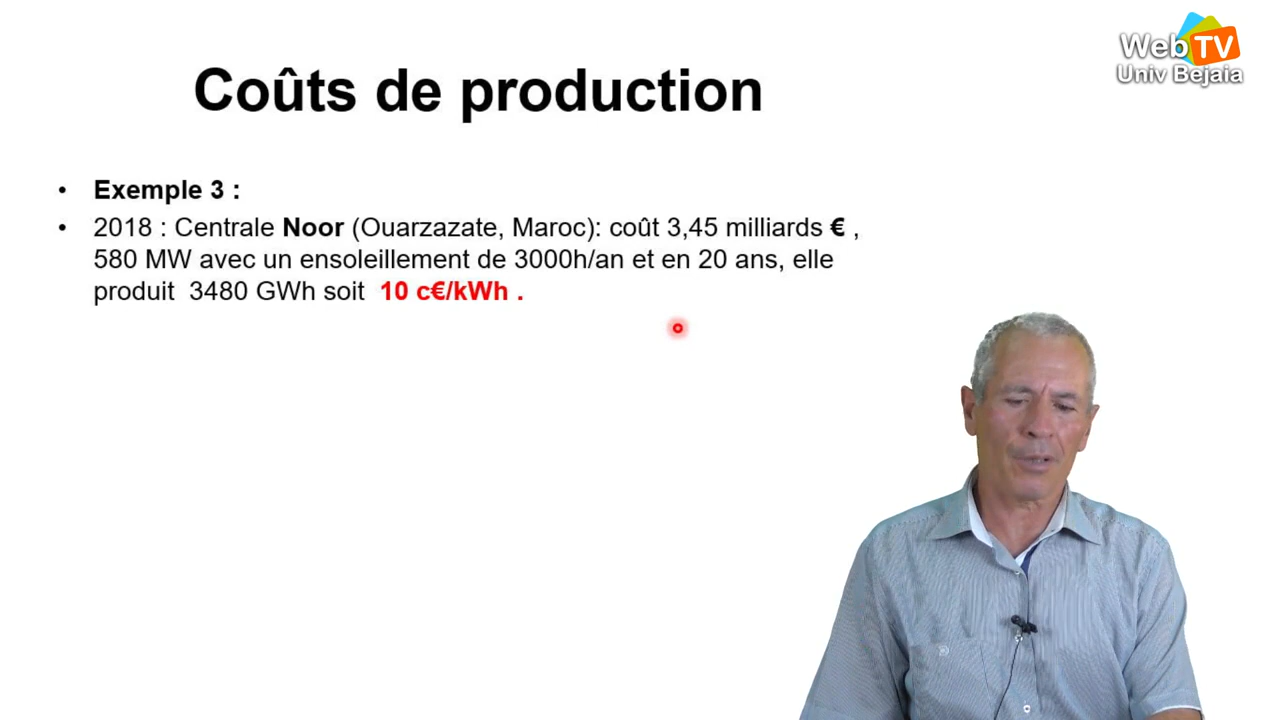 Web TV
Univ Bejaia
Coûts de production
• Exemple 3 :
• 2018 : Centrale Noor (Ouarzazate, Maroc): coût 3,45 milliards € ,
580 MW avec un ensoleillement de 3000h/an et en 20 ans, elle
produit 3480 GWh soit 10 c€/kWh .